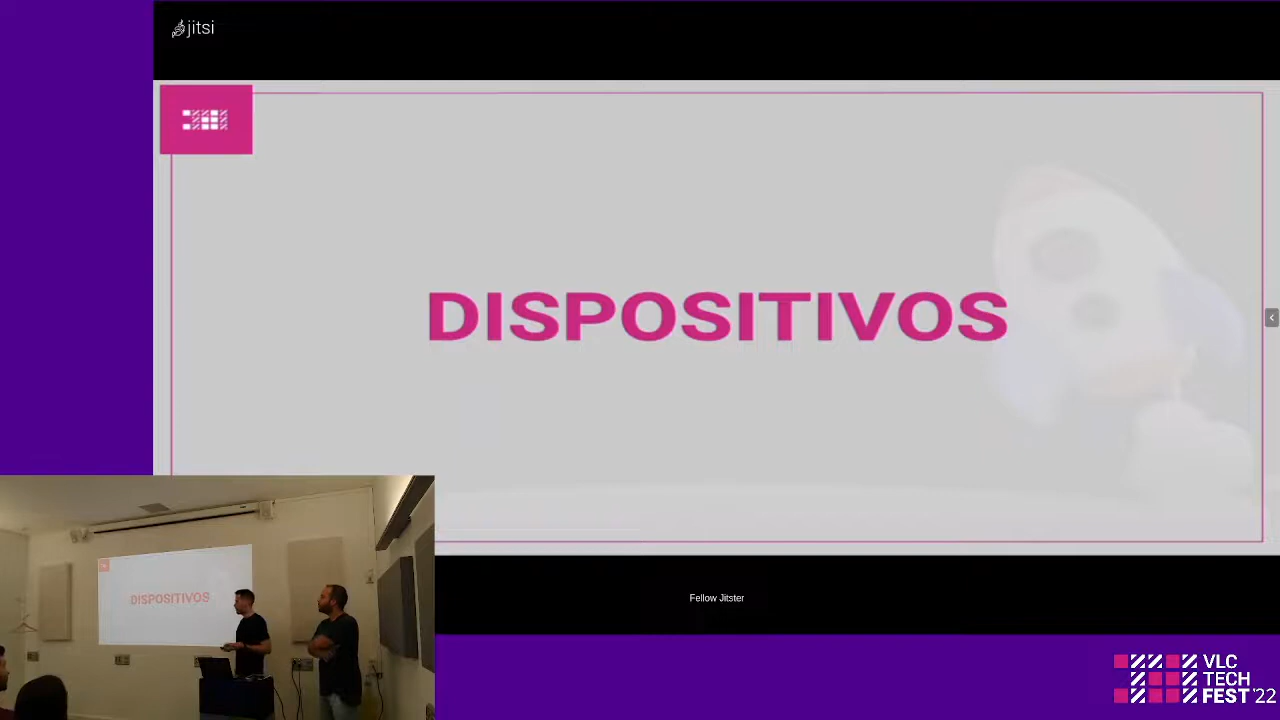 jitsi
DISPOSITIVOS
DISPOSITIVOS
Fellow Jitster
VLC
TECH
FEST'22